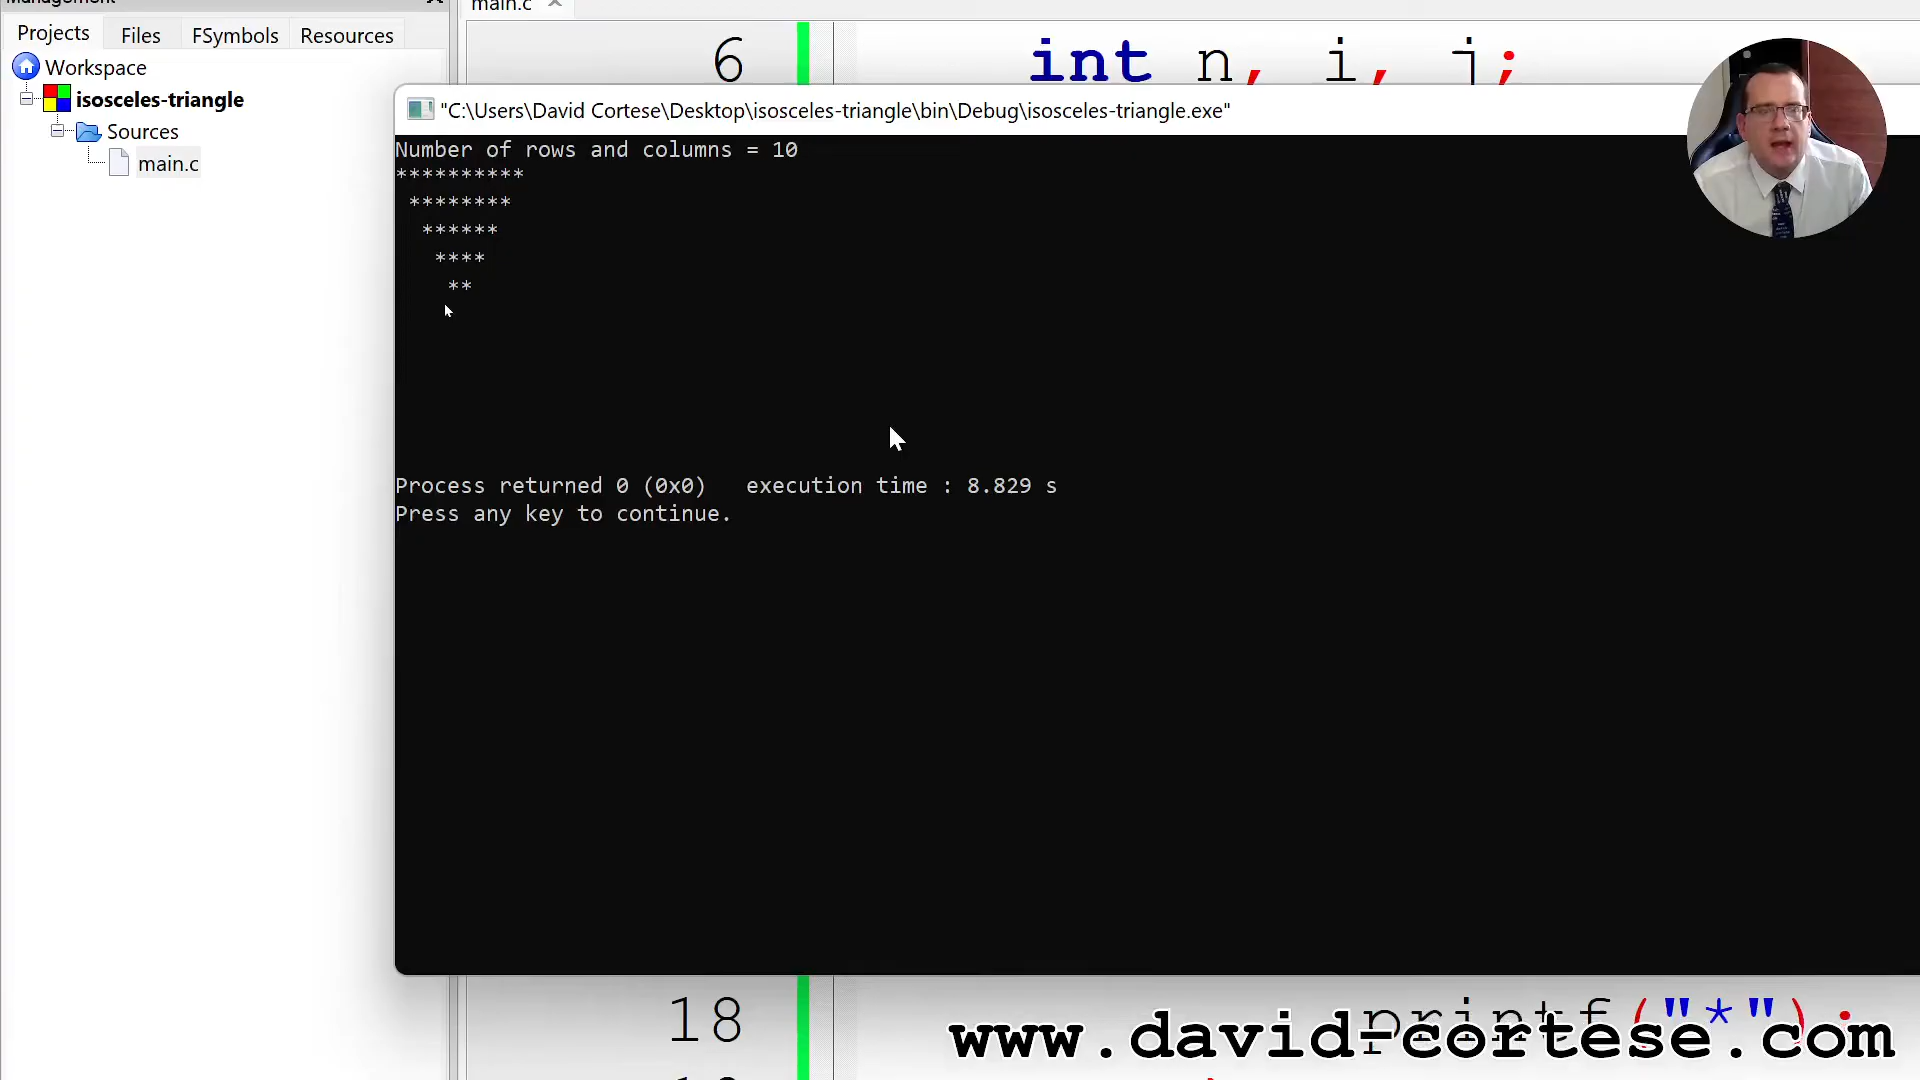 Management
main.c
Projects
Files
FSymbols
Resources
Workspace
isosceles-triangle
Sources
main.c
6
int n, i, j;
"C:\Users\David Cortese\Desktop\isosceles-triangle\bin\Debug\isosceles-triangle.exe"
Number of rows and columns = 10
**********
 ********
  ******
   ****
    **
Process returned 0 (0x0)   execution time : 8.829 s
Press any key to continue.
18
printf("*");
www.david-cortese.com